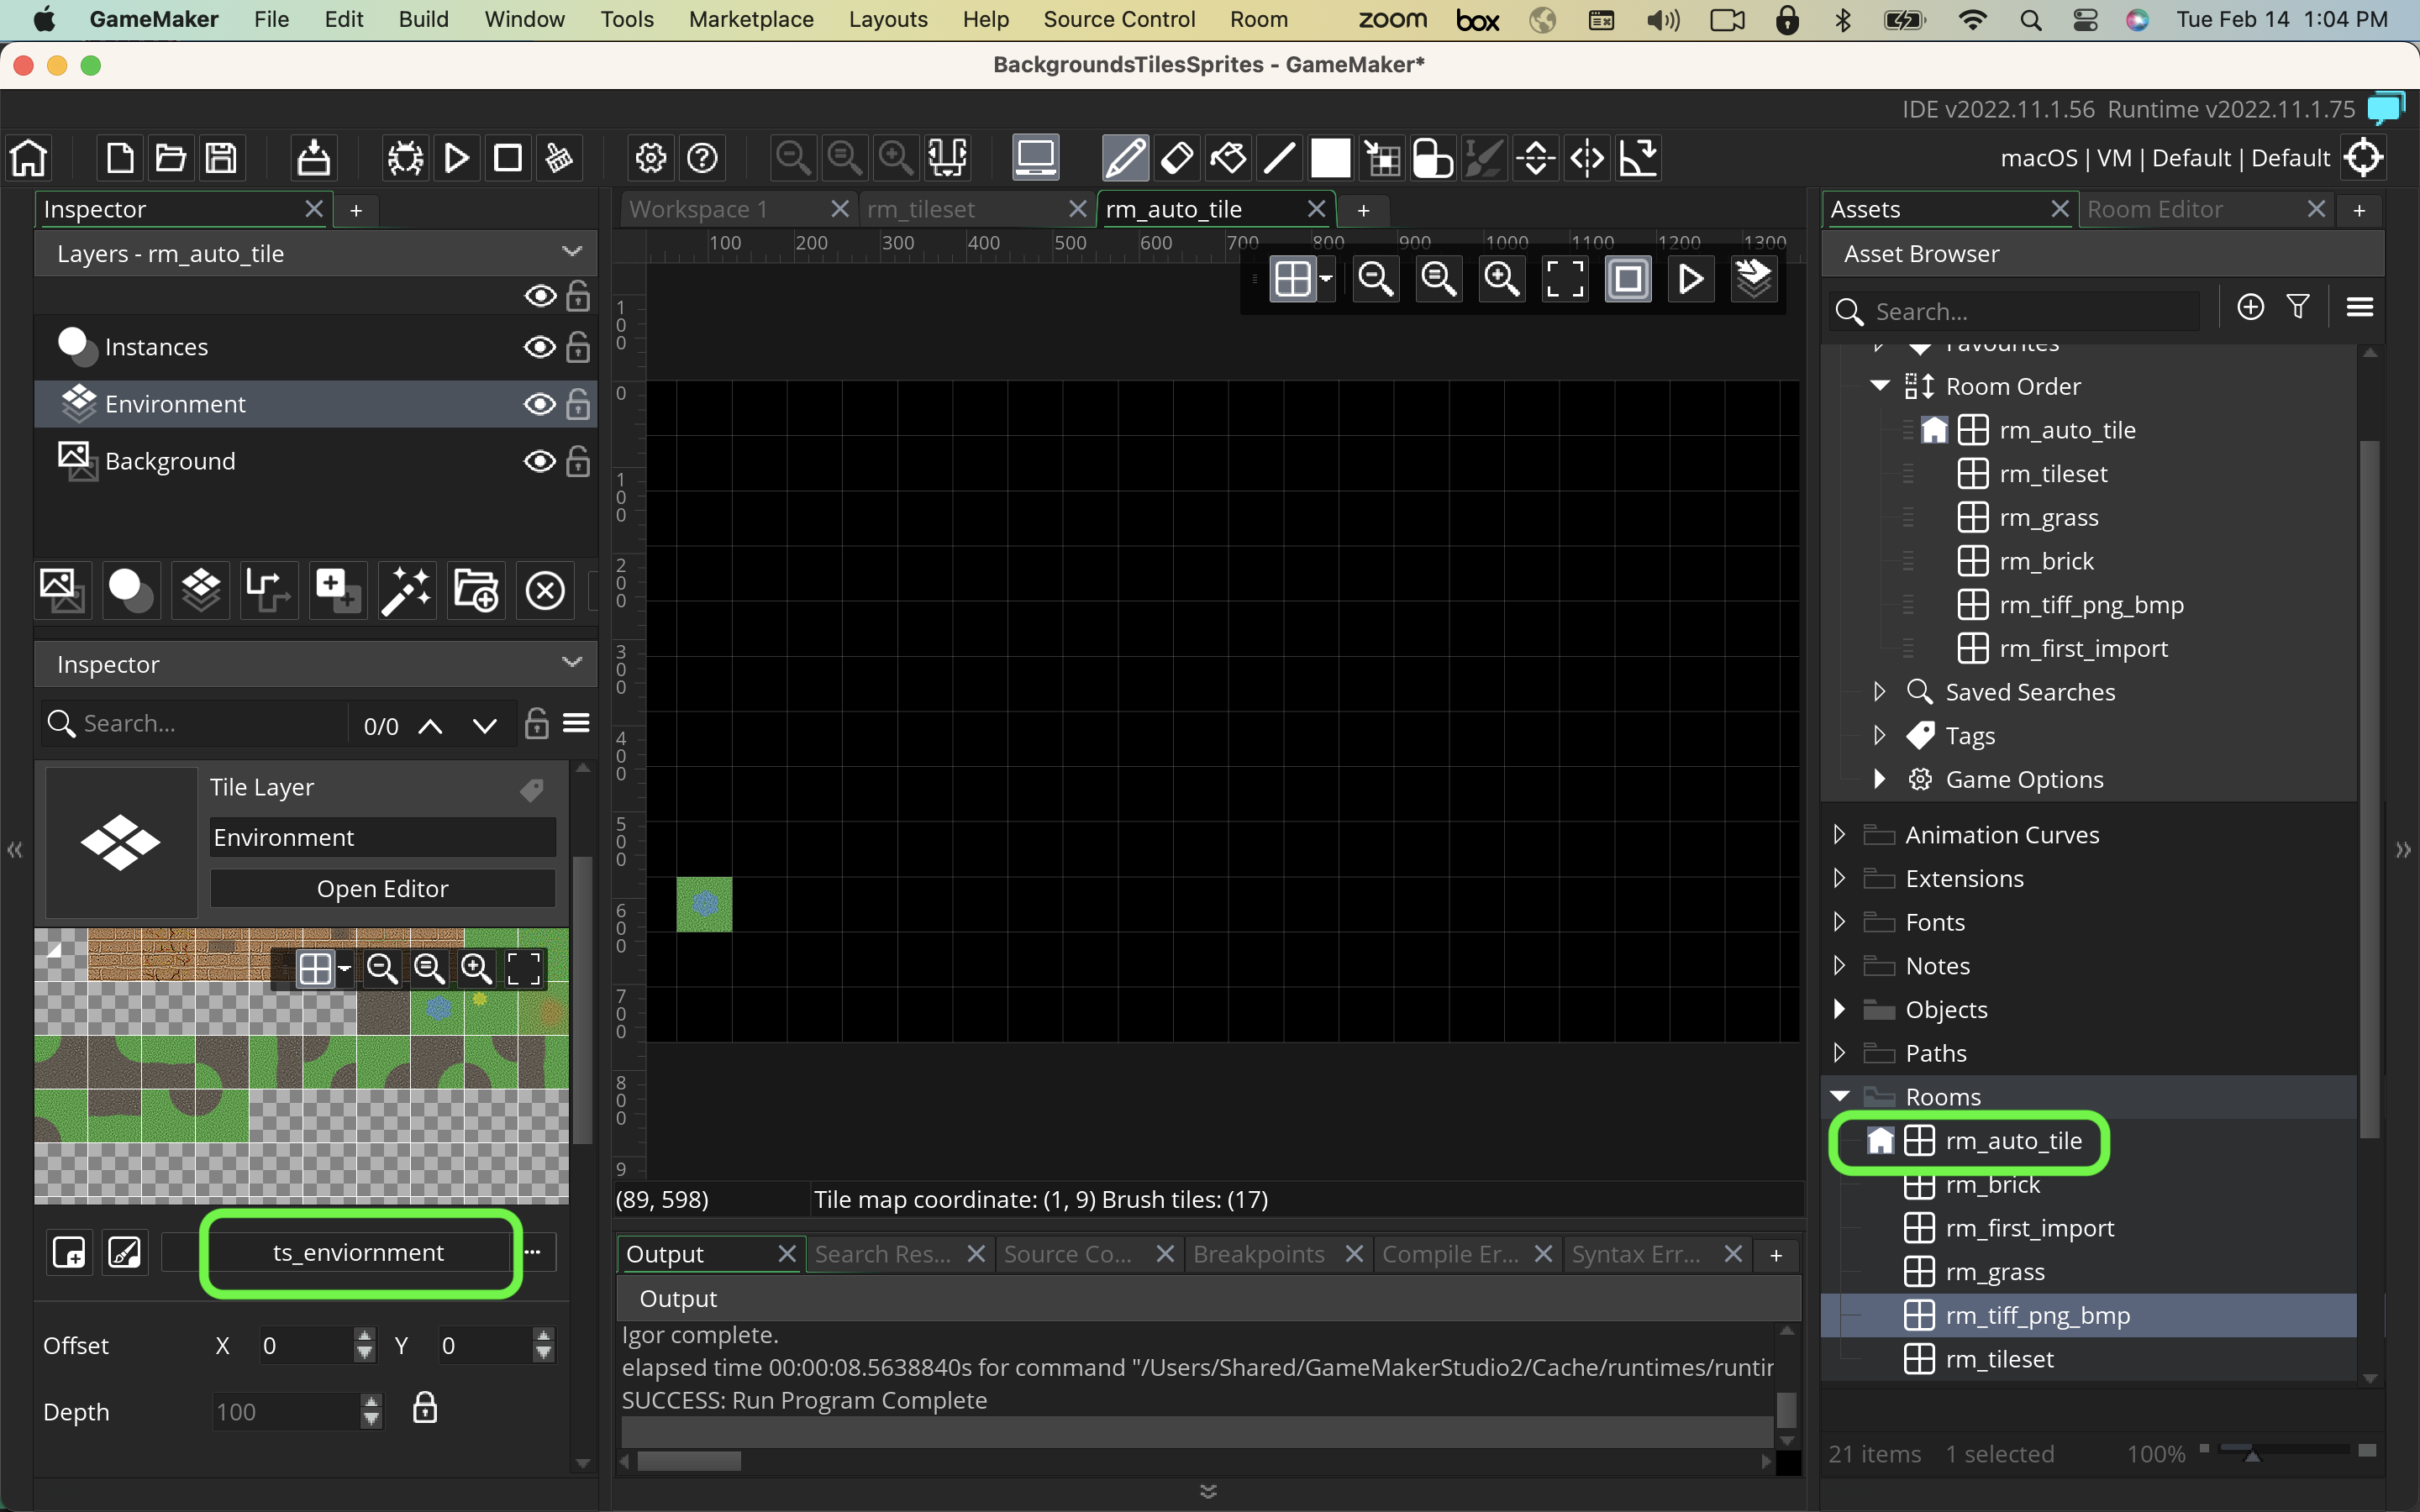 GameMaker File Edit Build Window Tools Marketplace Layouts Help Source Control Room zoom box Tue Feb 14 1:04 PM
BackgroundsTilesSprites - GameMaker*
IDE v2022.11.1.56 Runtime v2022.11.1.75
macOS | VM | Default | Default
Inspector
+
Layers - rm_auto_tile
Instances
Environment
Background
Inspector
Search...
0/0
Tile Layer
Environment
Open Editor
ts_enviornment
...
Offset X 0 Y 0
Depth 100
Workspace 1 rm_tileset rm_auto_tile +
100 200 300 400 500 600 700 800 900 1000 1100 1200 1300
100
0
100
200
300
400
500
600
700
800
9
(89, 598) Tile map coordinate: (1, 9) Brush tiles: (17)
Output Search Res... Source Co... Breakpoints Compile Er... Syntax Err... +
Output
Igor complete.
elapsed time 00:00:08.5638840s for command "/Users/Shared/GameMakerStudio2/Cache/runtimes/runtir
SUCCESS: Run Program Complete
Assets Room Editor +
Asset Browser
Search...
Favourites
Room Order
rm_auto_tile
rm_tileset
rm_grass
rm_brick
rm_tiff_png_bmp
rm_first_import
Saved Searches
Tags
Game Options
Animation Curves
Extensions
Fonts
Notes
Objects
Paths
Rooms
rm_auto_tile
rm_brick
rm_first_import
rm_grass
rm_tiff_png_bmp
rm_tileset
21 items 1 selected 100%